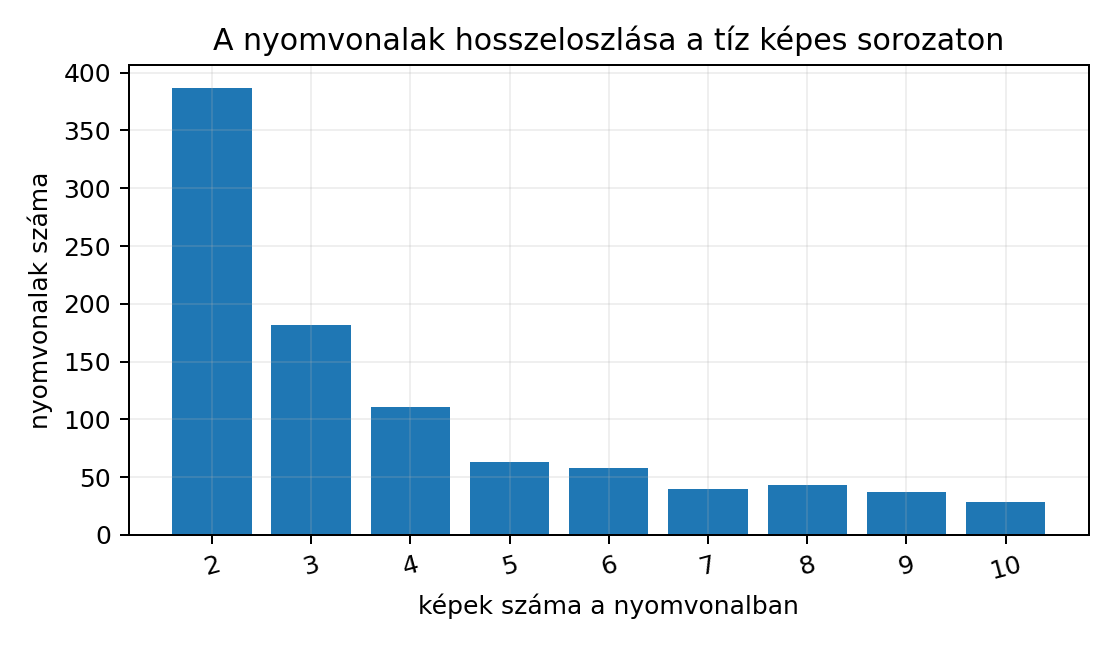 A nyomvonalak hosszeloszlása a tíz képes sorozaton
nyomvonalak száma
400
350
300
250
200
150
100
50
0
2 3 4 5 6 7 8 9 10
képek száma a nyomvonalban